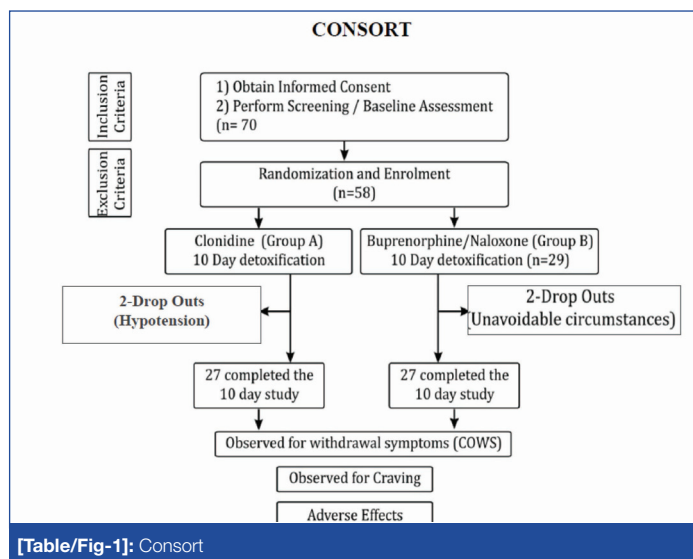 CONSORT
Inclusion
Criteria
1) Obtain Informed Consent
2) Perform Screening / Baseline Assessment
(n= 70
Exclusion
Criteria
Randomization and Enrolment
(n=58)
Clonidine (Group A)
10 Day detoxification
Buprenorphine/Naloxone (Group B)
10 Day detoxification (n=29)
2-Drop Outs
(Hypotension)
2-Drop Outs
(Unavoidable circumstances)
27 completed the
10 day study
27 completed the
10 day study
Observed for withdrawal symptoms (COWS)
Observed for Craving
Adverse Effects
[Table/Fig-1]: Consort